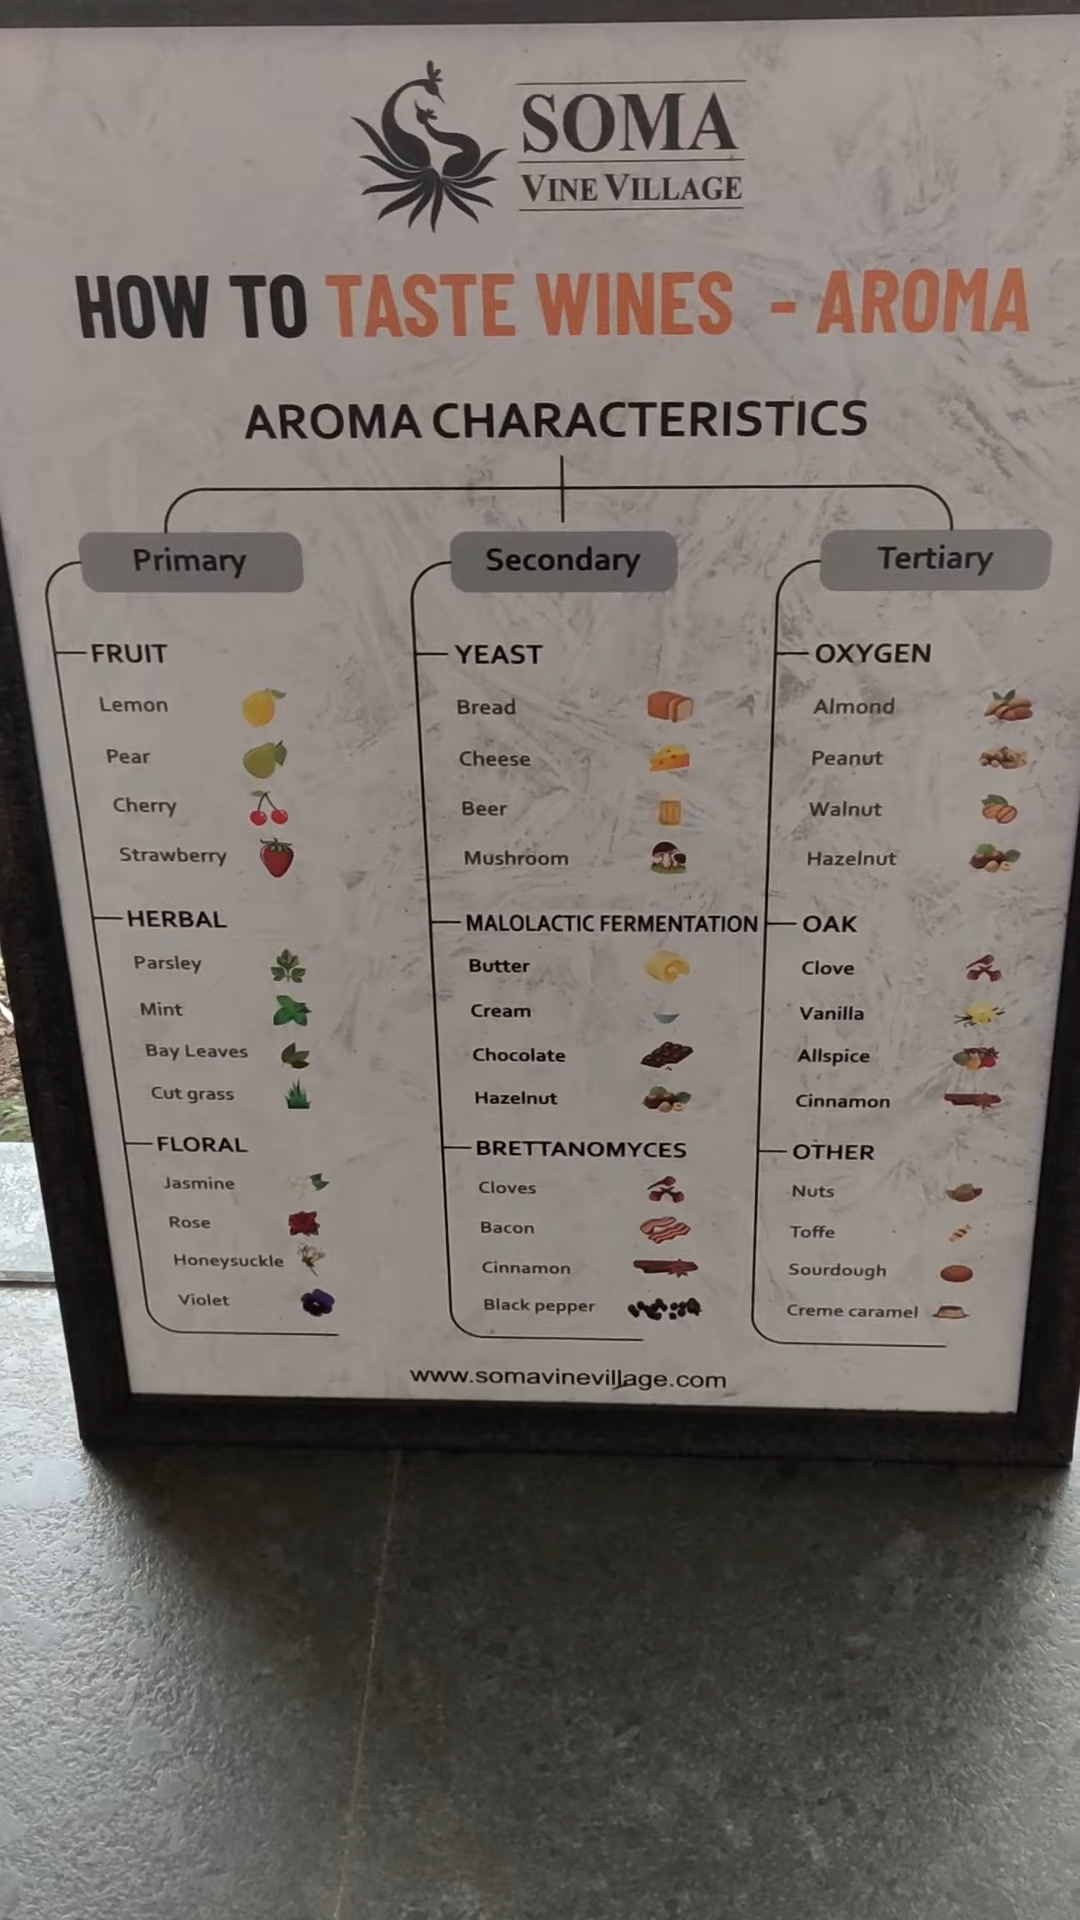 SOMA
VINE VILLAGE
HOW TO TASTE WINES - AROMA
AROMA CHARACTERISTICS
Primary
FRUIT
Lemon
Pear
Cherry
Strawberry
HERBAL
Parsley
Mint
Bay Leaves
Cut grass
FLORAL
Jasmine
Rose
Honeysuckle
Violet
Secondary
YEAST
Bread
Cheese
Beer
Mushroom
MALOLACTIC FERMENTATION
Butter
Cream
Chocolate
Hazelnut
BRETTANOMYCES
Cloves
Bacon
Cinnamon
Black pepper
Tertiary
OXYGEN
Almond
Peanut
Walnut
Hazelnut
OAK
Clove
Vanilla
Allspice
Cinnamon
OTHER
Nuts
Toffe
Sourdough
Creme caramel
www.somavinevillage.com